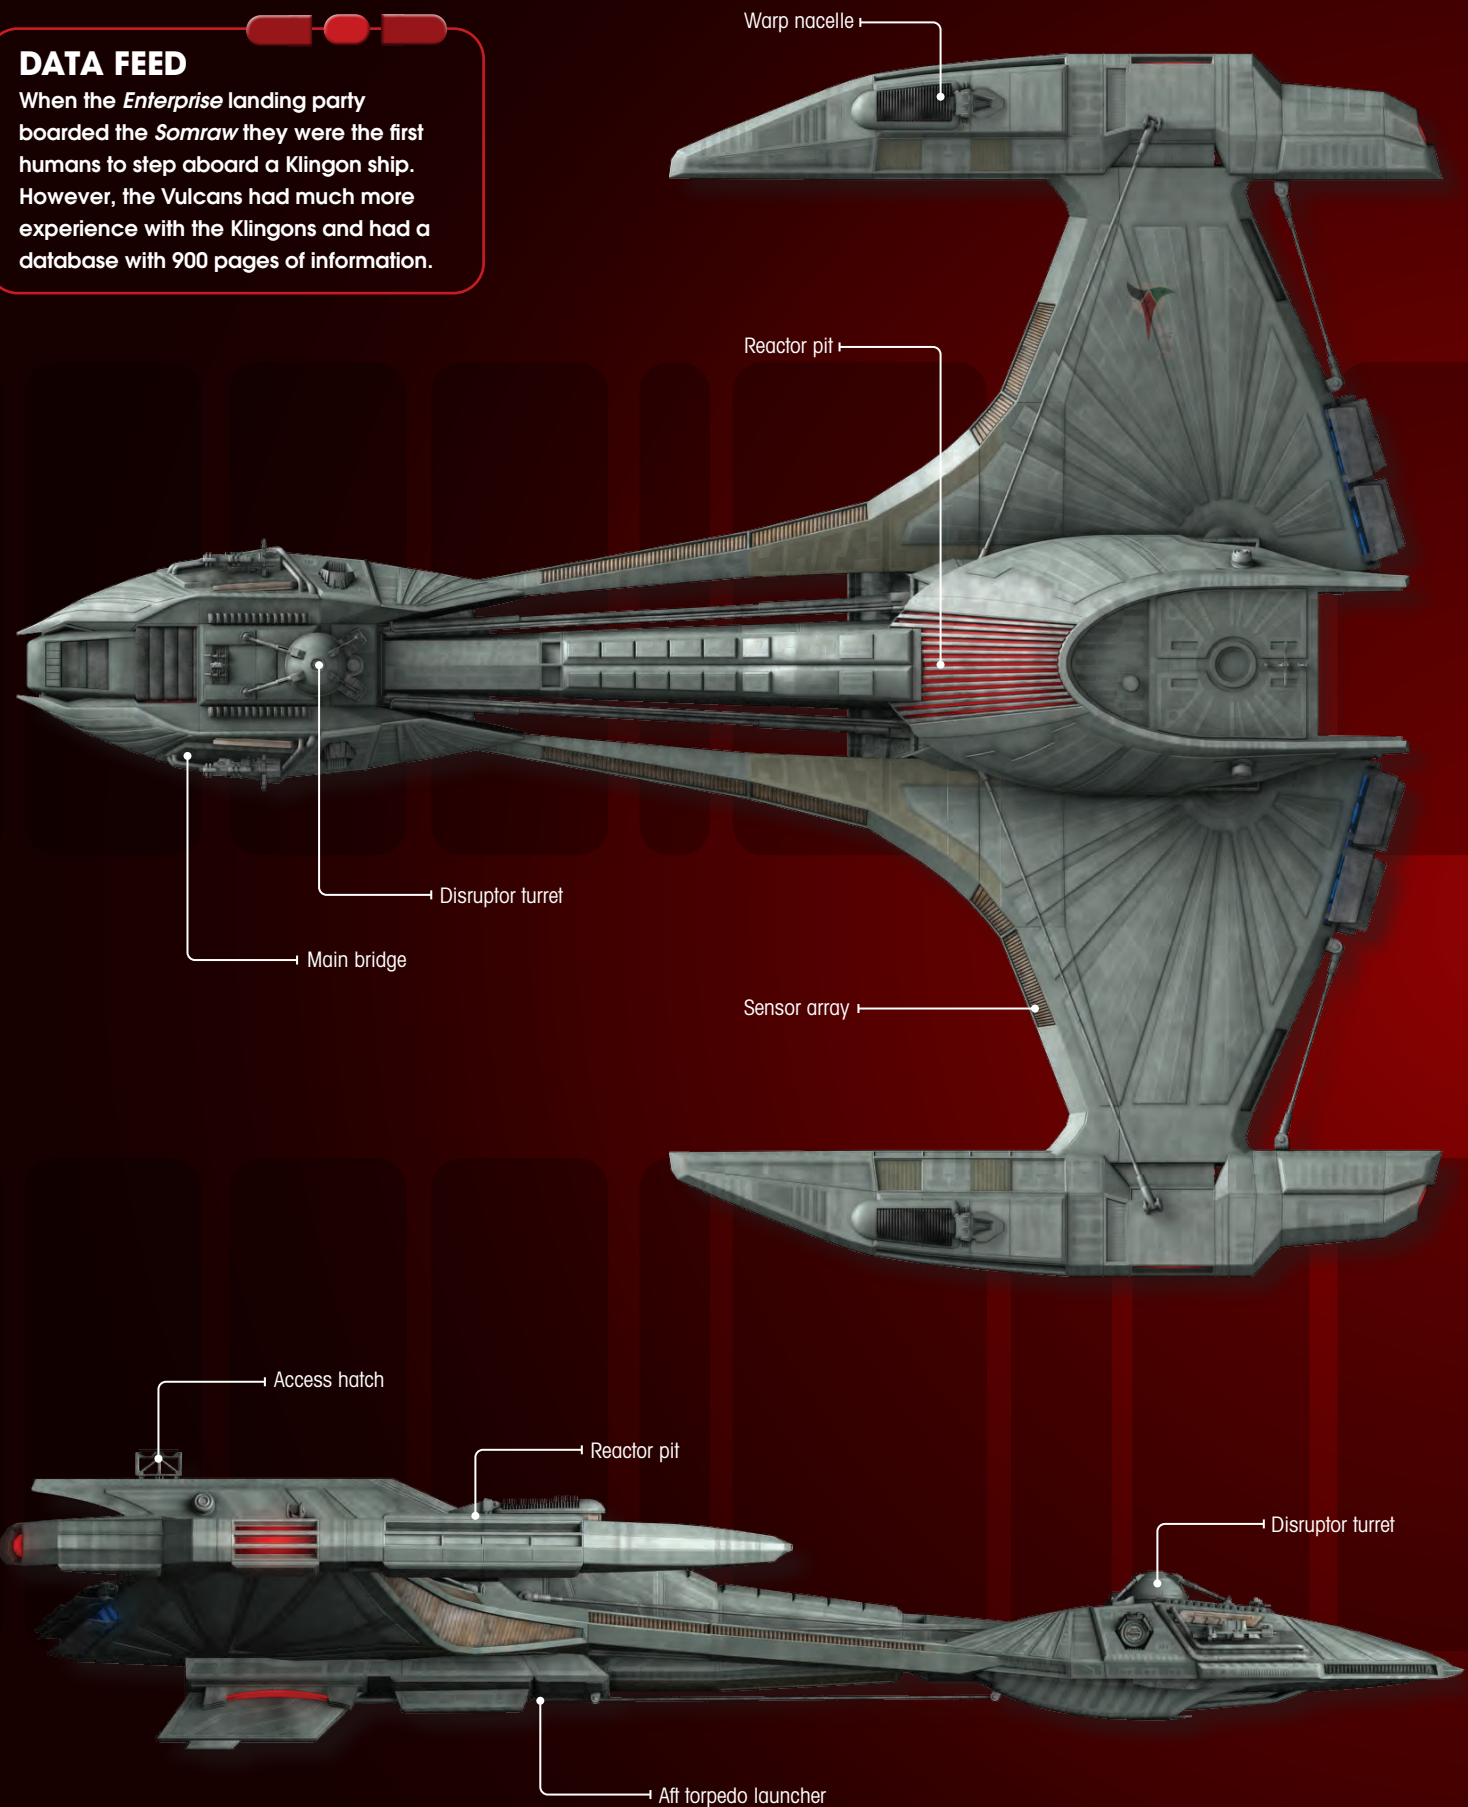 DATA FEED
When the Enterprise landing party
boarded the Somraw they were the first
humans to step aboard a Klingon ship.
However, the Vulcans had much more
experience with the Klingons and had a
database with 900 pages of information.
Warp nacelle
Reactor pit
Disruptor turret
Main bridge
Sensor array
Access hatch
Reactor pit
Disruptor turret
Aft torpedo launcher